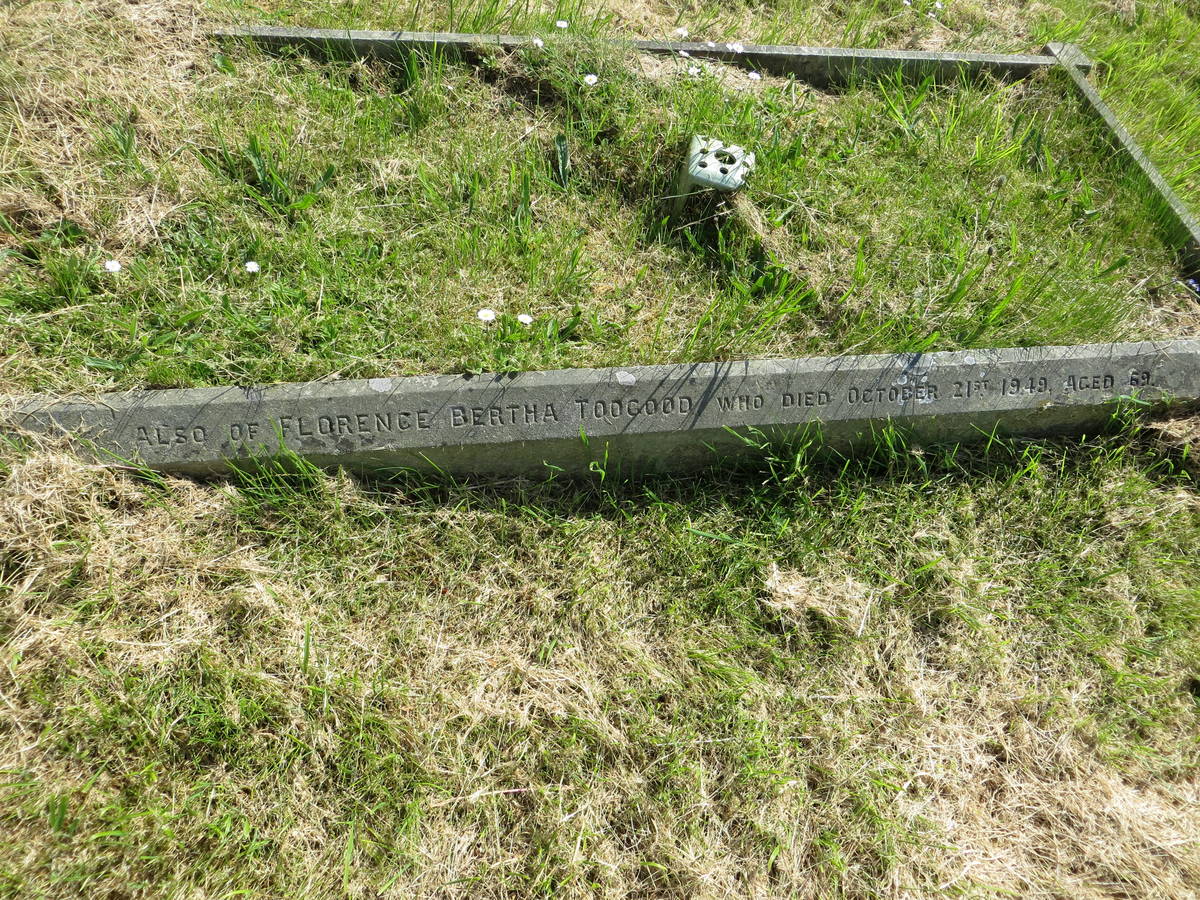 ALSO OF FLORENCE BERTHA TOOGOOD WHO DIED OCTOBER 21ST 1949. AGED 69.